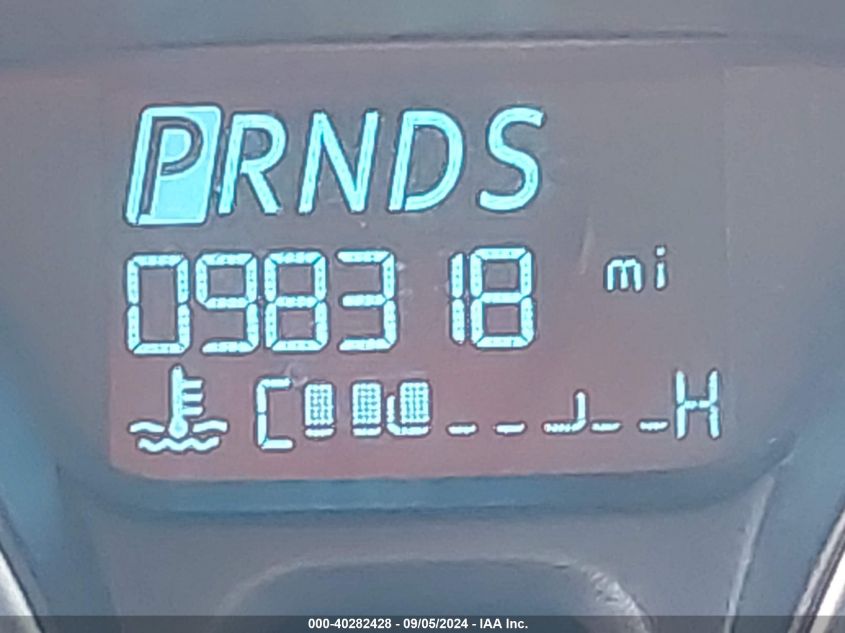 PRNDS
098318 mi
C H
000-40282428 - 09/05/2024 - IAA Inc.